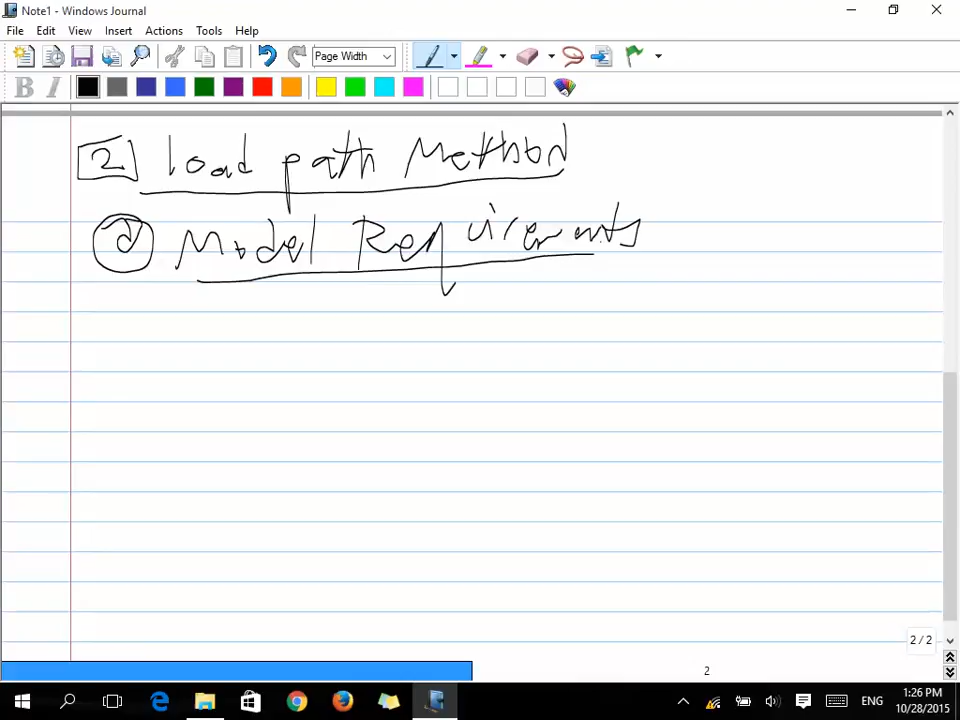 Note1 - Windows Journal
File Edit View Insert Actions Tools Help
Page Width
B I
2 load path Method
a Model Requirements
2 / 2
2
ENG
1:26 PM
10/28/2015